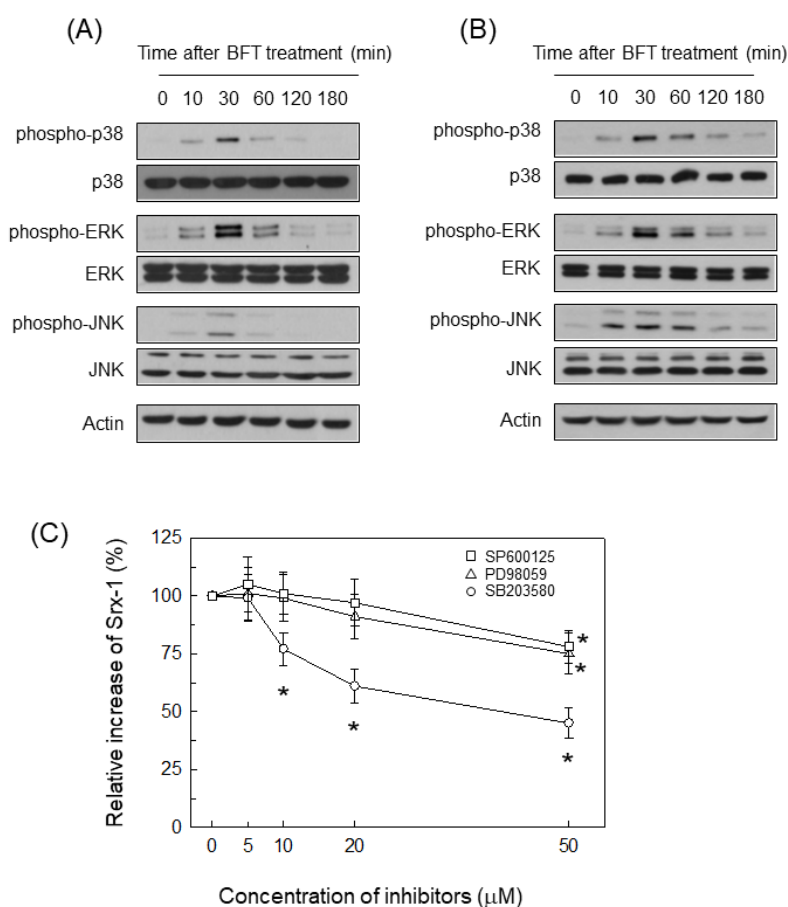 (A)
Time after BFT treatment (min)
0 10 30 60 120 180
phospho-p38
p38
phospho-ERK
ERK
phospho-JNK
JNK
Actin
(B)
Time after BFT treatment (min)
0 10 30 60 120 180
phospho-p38
p38
phospho-ERK
ERK
phospho-JNK
JNK
Actin
(C)
Relative increase of Srx-1 (%)
125
100
75
50
25
0
SP600125
PD98059
SB203580
*
*
*
*
*
0 5 10 20 50
Concentration of inhibitors (μM)